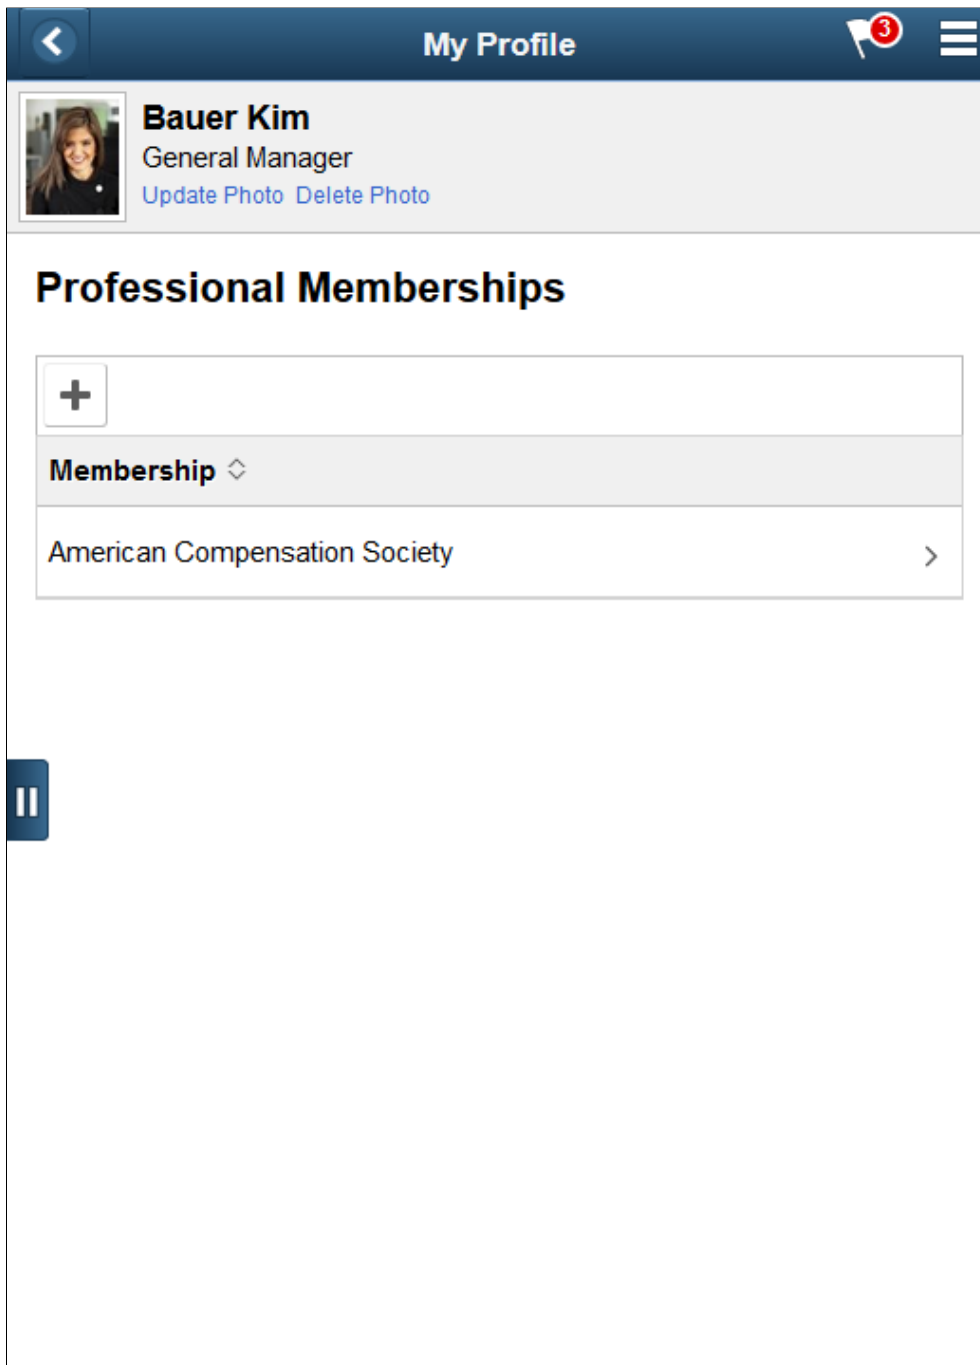 My Profile
3
Bauer Kim
General Manager
Update Photo Delete Photo
Professional Memberships
Membership
American Compensation Society